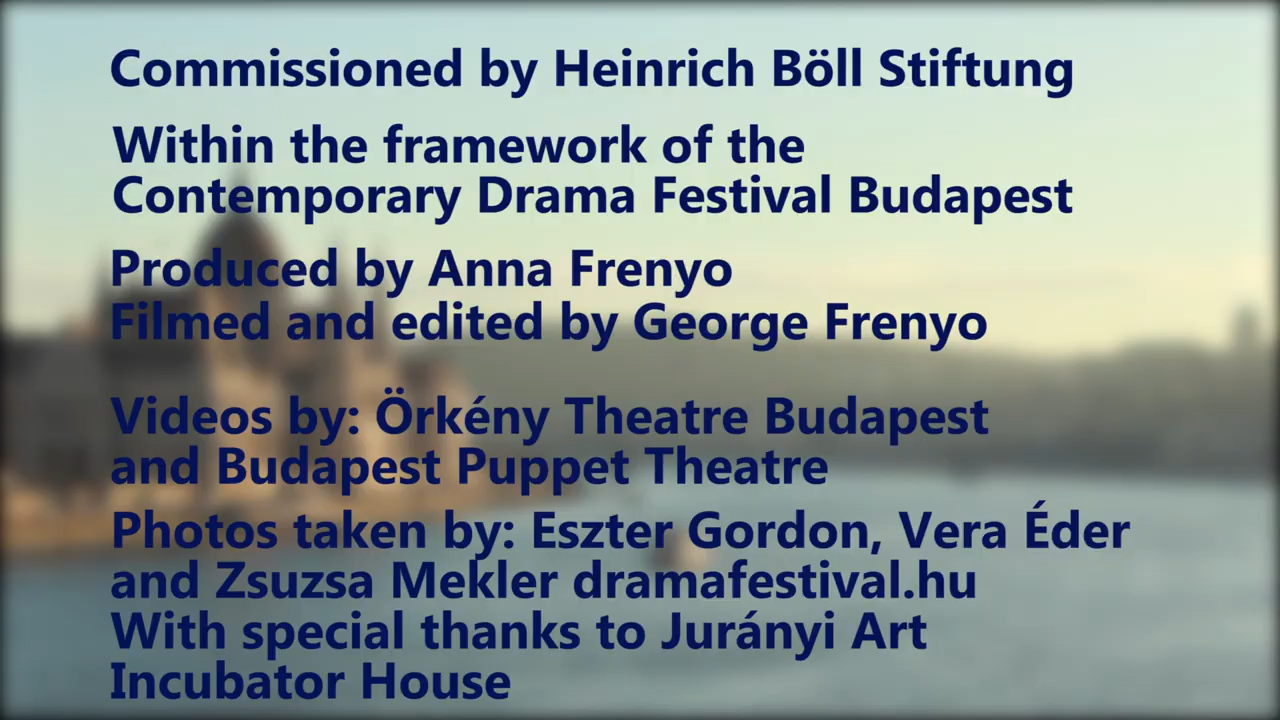 Commissioned by Heinrich Böll Stiftung
Within the framework of the
Contemporary Drama Festival Budapest
Produced by Anna Frenyo
Filmed and edited by George Frenyo
Videos by: Örkény Theatre Budapest
and Budapest Puppet Theatre
Photos taken by: Eszter Gordon, Vera Éder
and Zsuzsa Mekler dramafestival.hu
With special thanks to Jurányi Art
Incubator House